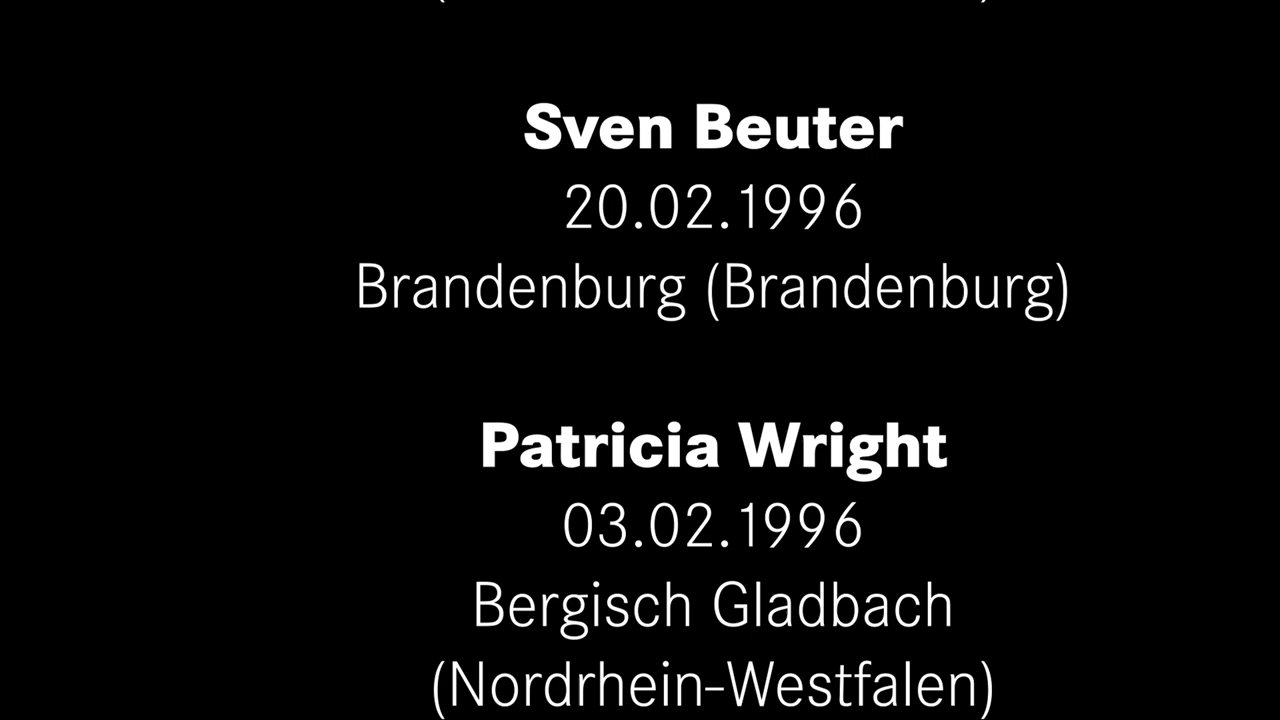 Sven Beuter
20.02.1996
Brandenburg (Brandenburg)
Patricia Wright
03.02.1996
Bergisch Gladbach
(Nordrhein-Westfalen)